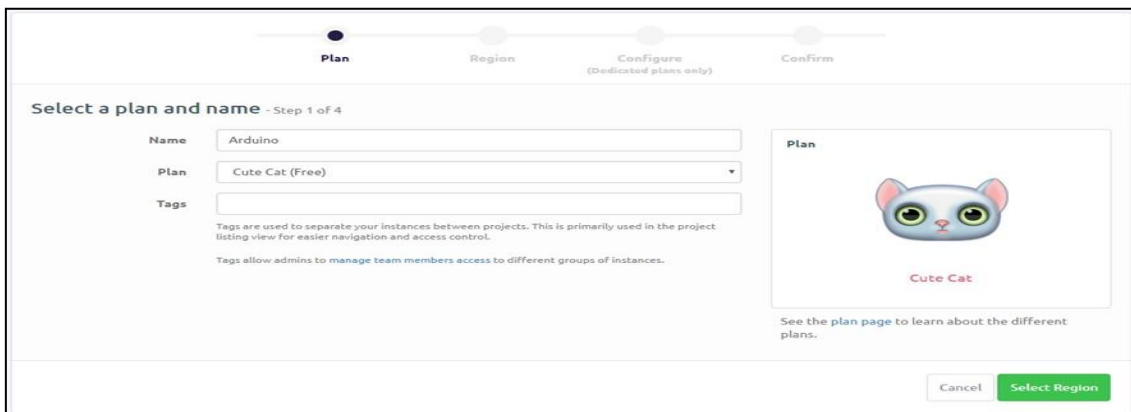 Plan
Region
Configure
(Dedicated plans only)
Confirm
Select a plan and name - Step 1 of 4
Name
Arduino
Plan
Cute Cat (Free)
Tags
Tags are used to separate your instances between projects. This is primarily used in the project
listing view for easier navigation and access control.
Tags allow admins to manage team members access to different groups of instances.
Plan
Cute Cat
See the plan page to learn about the different
plans.
Cancel
Select Region